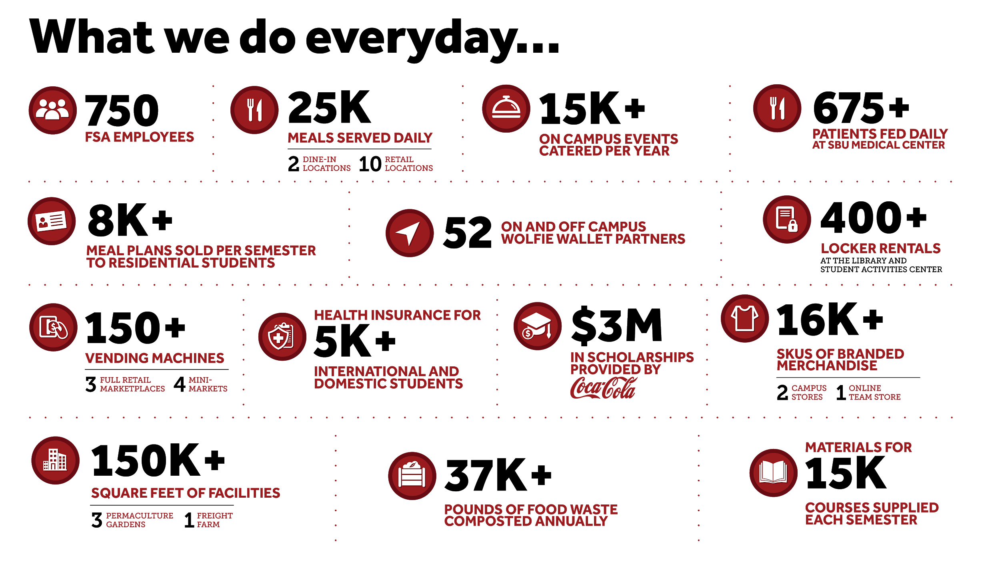 What we do everyday...
750
FSA EMPLOYEES
25K
MEALS SERVED DAILY
2 DINE-IN
LOCATIONS
10 RETAIL
LOCATIONS
15K+
ON CAMPUS EVENTS
CATERED PER YEAR
675+
PATIENTS FED DAILY
AT SBU MEDICAL CENTER
8K+
MEAL PLANS SOLD PER SEMESTER
TO RESIDENTIAL STUDENTS
52
ON AND OFF CAMPUS
WOLFIE WALLET PARTNERS
400+
LOCKER RENTALS
AT THE LIBRARY AND
STUDENT ACTIVITIES CENTER
150+
VENDING MACHINES
3 FULL RETAIL
MARKETPLACES
4 MINI-
MARKETS
HEALTH INSURANCE FOR
5K+
INTERNATIONAL AND
DOMESTIC STUDENTS
$3M
IN SCHOLARSHIPS
PROVIDED BY
Coca-Cola
16K+
SKUS OF BRANDED
MERCHANDISE
2 CAMPUS
STORES
1 ONLINE
TEAM STORE
150K+
SQUARE FEET OF FACILITIES
3 PERMACULTURE
GARDENS
1 FREIGHT
FARM
37K+
POUNDS OF FOOD WASTE
COMPOSTED ANNUALLY
MATERIALS FOR
15K
COURSES SUPPLIED
EACH SEMESTER